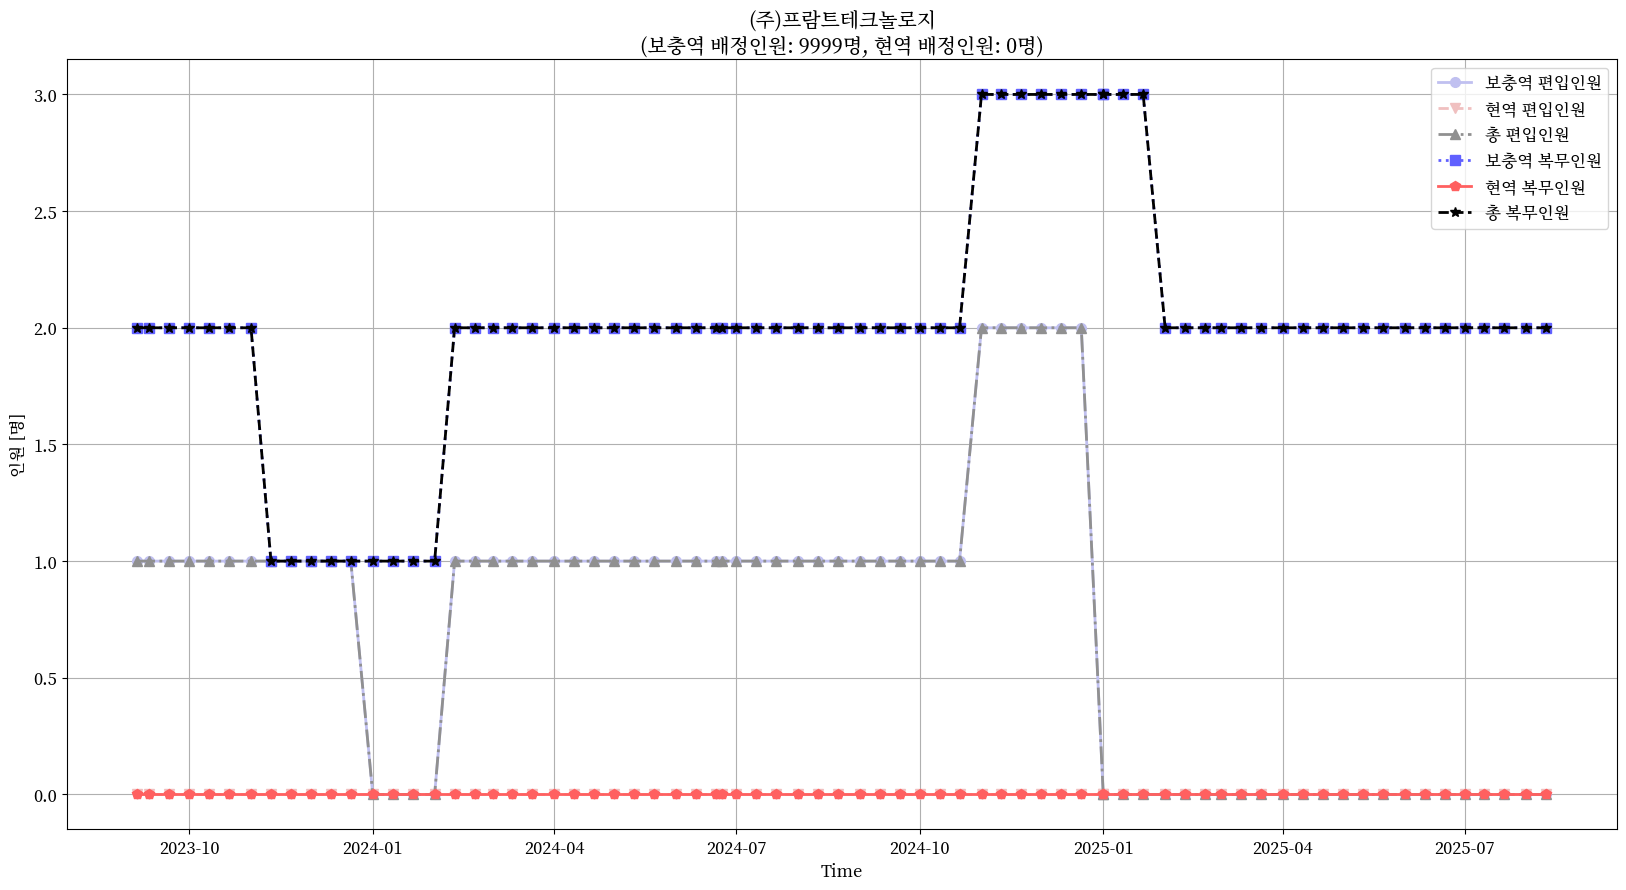 (주)프람트테크놀로지
(보충역 배정인원: 9999명, 현역 배정인원: 0명)
보충역 편입인원
현역 편입인원
총 편입인원
보충역 복무인원
현역 복무인원
총 복무인원
인원 [명]
3.0
2.5
2.0
1.5
1.0
0.5
0.0
2023-10
2024-01
2024-04
2024-07
2024-10
2025-01
2025-04
2025-07
Time